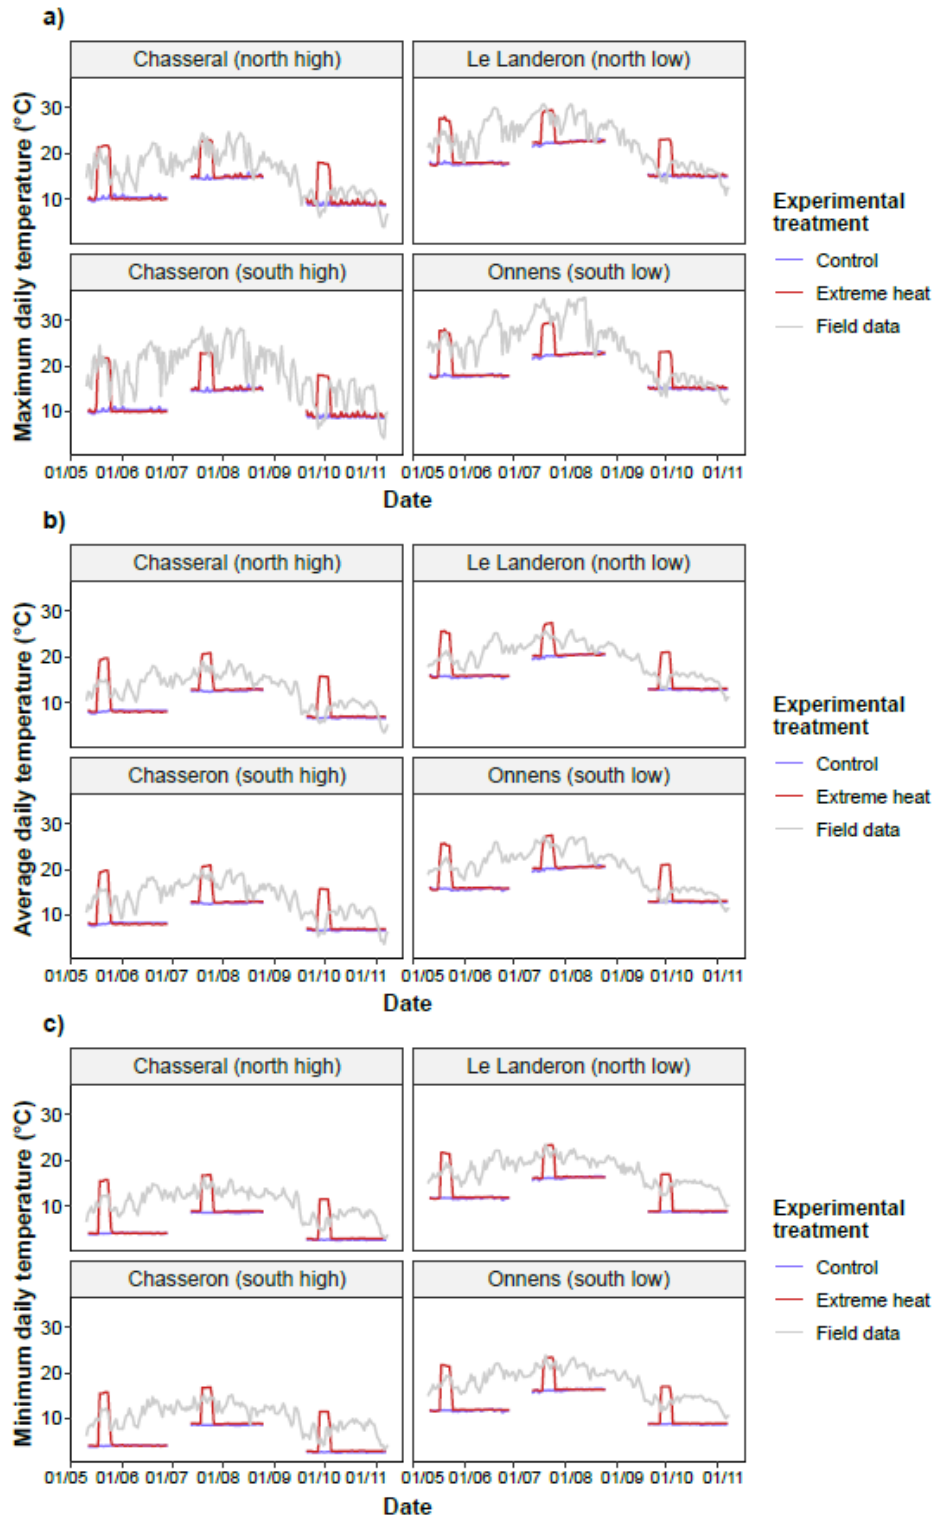 a)
Chasseral (north high)
Le Landeron (north low)
Maximum daily temperature (°C)
30
20
10
Chasseron (south high)
Onnens (south low)
30
20
10
01/05 01/06 01/07 01/08 01/09 01/10 01/11
01/05 01/06 01/07 01/08 01/09 01/10 01/11
Date
Experimental
treatment
Control
Extreme heat
Field data
b)
Chasseral (north high)
Le Landeron (north low)
Average daily temperature (°C)
30
20
10
Chasseron (south high)
Onnens (south low)
30
20
10
01/05 01/06 01/07 01/08 01/09 01/10 01/11
01/05 01/06 01/07 01/08 01/09 01/10 01/11
Date
Experimental
treatment
Control
Extreme heat
Field data
c)
Chasseral (north high)
Le Landeron (north low)
Minimum daily temperature (°C)
30
20
10
Chasseron (south high)
Onnens (south low)
30
20
10
01/05 01/06 01/07 01/08 01/09 01/10 01/11
01/05 01/06 01/07 01/08 01/09 01/10 01/11
Date
Experimental
treatment
Control
Extreme heat
Field data